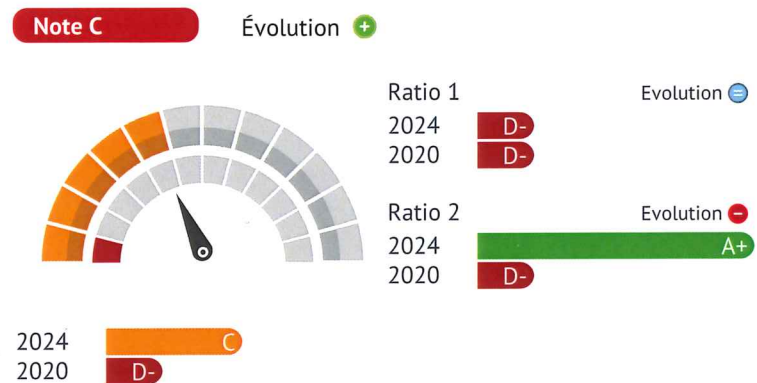 Note C
Évolution +
Ratio 1
Evolution =
2024 D-
2020 D-
Ratio 2
Evolution -
2024 A+
2020 D-
2024 C
2020 D-